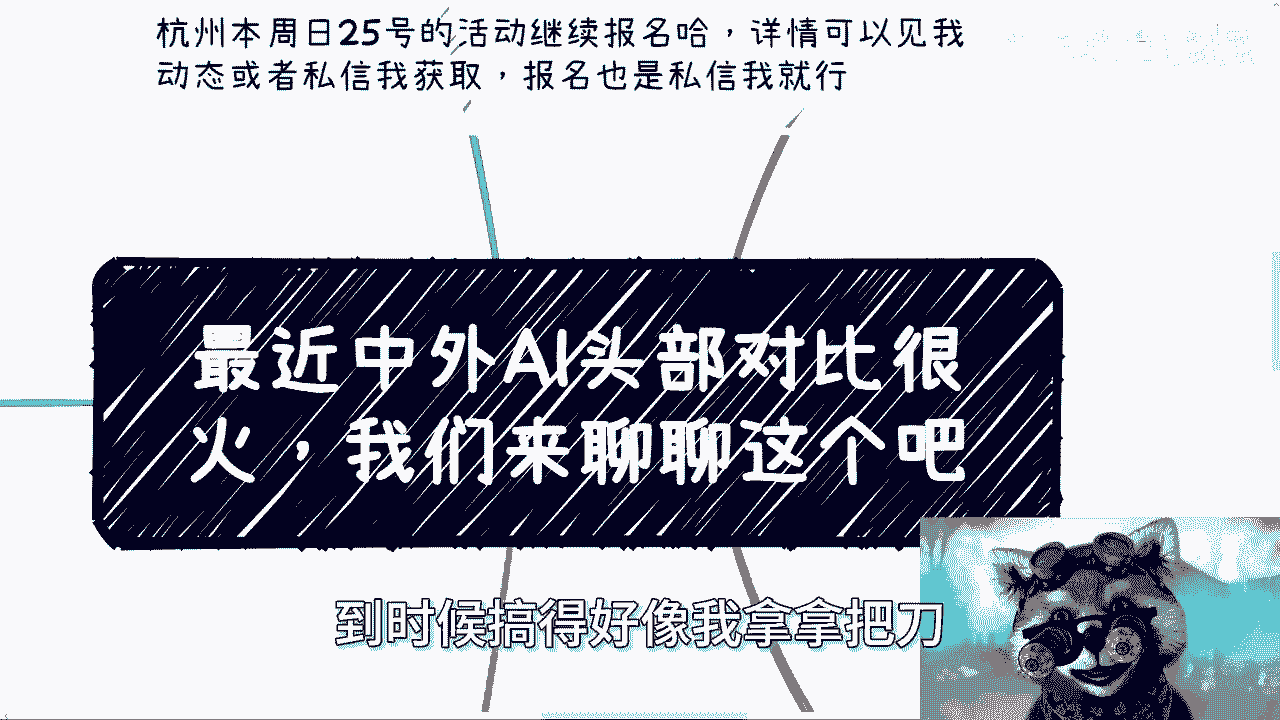 杭州本周日25号的活动继续报名哈，详情可以见我
动态或者私信我获取，报名也是私信我就行
最近中外AI头部对比很
火，我们来聊聊这个吧
到时候搞得好像我拿拿把刀